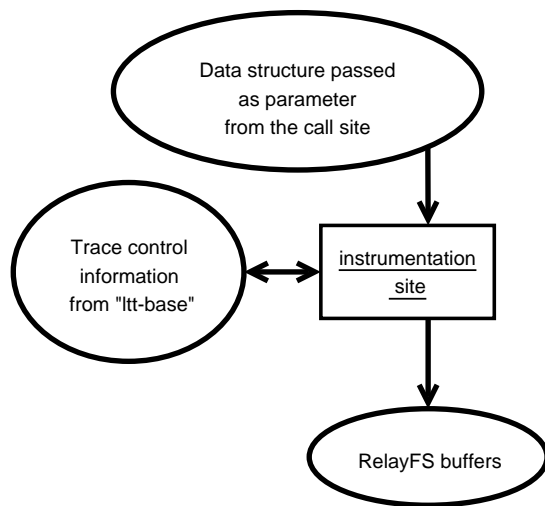 Data structure passed
as parameter
from the call site
Trace control
information
from "ltt-base"
instrumentation
site
RelayFS buffers